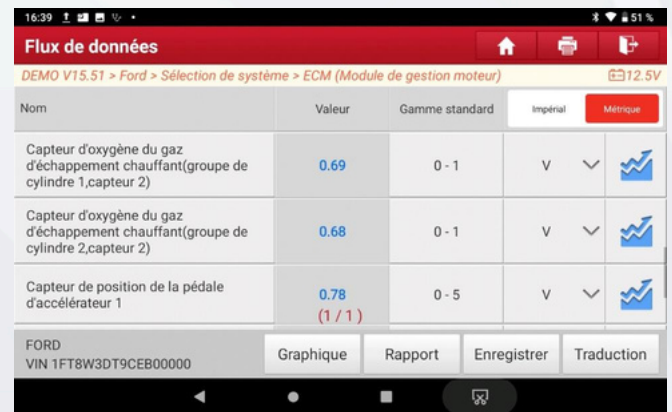 16:39 51 %
Flux de données
DEMO V15.51 > Ford > Sélection de système > ECM (Module de gestion moteur) 12.5V
Nom Valeur Gamme standard Impérial Métrique
Capteur d'oxygène du gaz
d'échappement chauffant(groupe de
cylindre 1,capteur 2)
0.69 0 - 1 V
Capteur d'oxygène du gaz
d'échappement chauffant(groupe de
cylindre 2,capteur 2)
0.68 0 - 1 V
Capteur de position de la pédale
d'accélérateur 1
0.78 0 - 5 V
(1 / 1 )
FORD
VIN 1FT8W3DT9CEB00000
Graphique Rapport Enregistrer Traduction